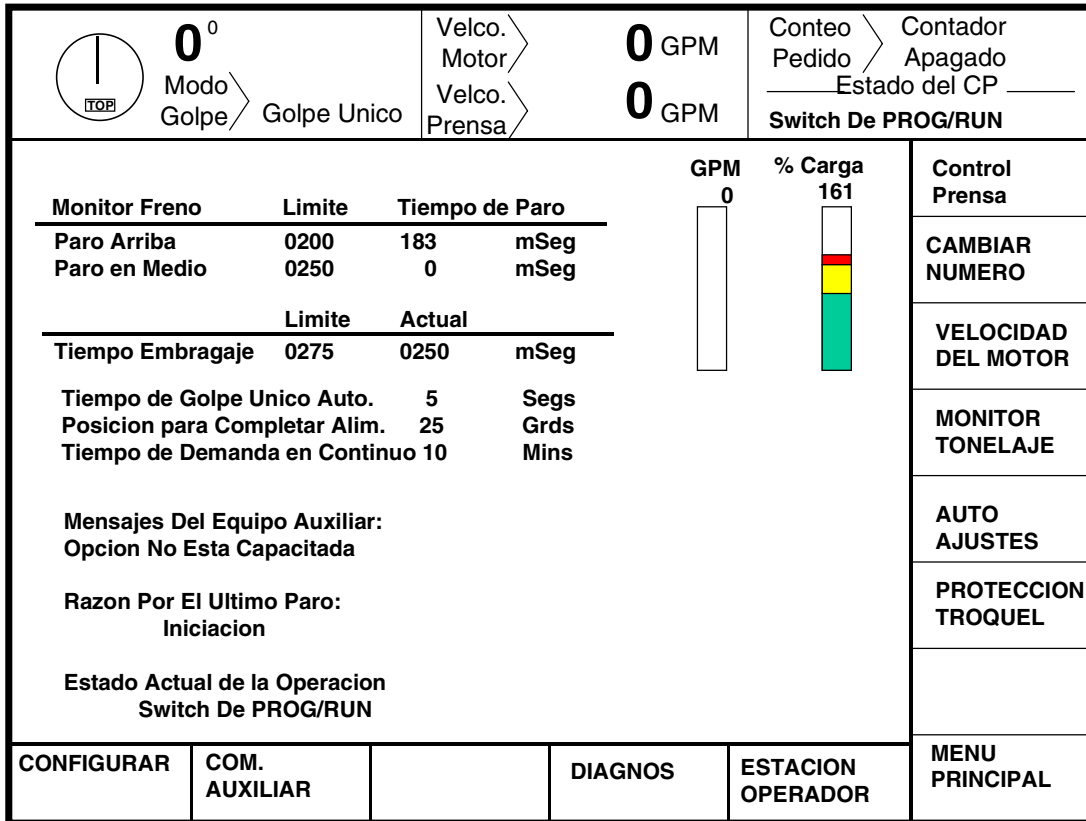 0°
TOP
Modo
Golpe
Golpe Unico
Velco.
Motor
0 GPM
Velco.
Prensa
0 GPM
Conteo
Pedido
Contador
Apagado
Estado del CP
Switch De PROG/RUN
Monitor Freno Limite Tiempo de Paro
Paro Arriba 0200 183 mSeg
Paro en Medio 0250 0 mSeg
Limite Actual
Tiempo Embragaje 0275 0250 mSeg
Tiempo de Golpe Unico Auto. 5 Segs
Posicion para Completar Alim. 25 Grds
Tiempo de Demanda en Continuo 10 Mins
Mensajes Del Equipo Auxiliar:
Opcion No Esta Capacitada
Razon Por El Ultimo Paro:
Iniciacion
Estado Actual de la Operacion
Switch De PROG/RUN
GPM
0
% Carga
161
Control
Prensa
CAMBIAR
NUMERO
VELOCIDAD
DEL MOTOR
MONITOR
TONELAJE
AUTO
AJUSTES
PROTECCION
TROQUEL
MENU
PRINCIPAL
CONFIGURAR
COM.
AUXILIAR
DIAGNOS
ESTACION
OPERADOR